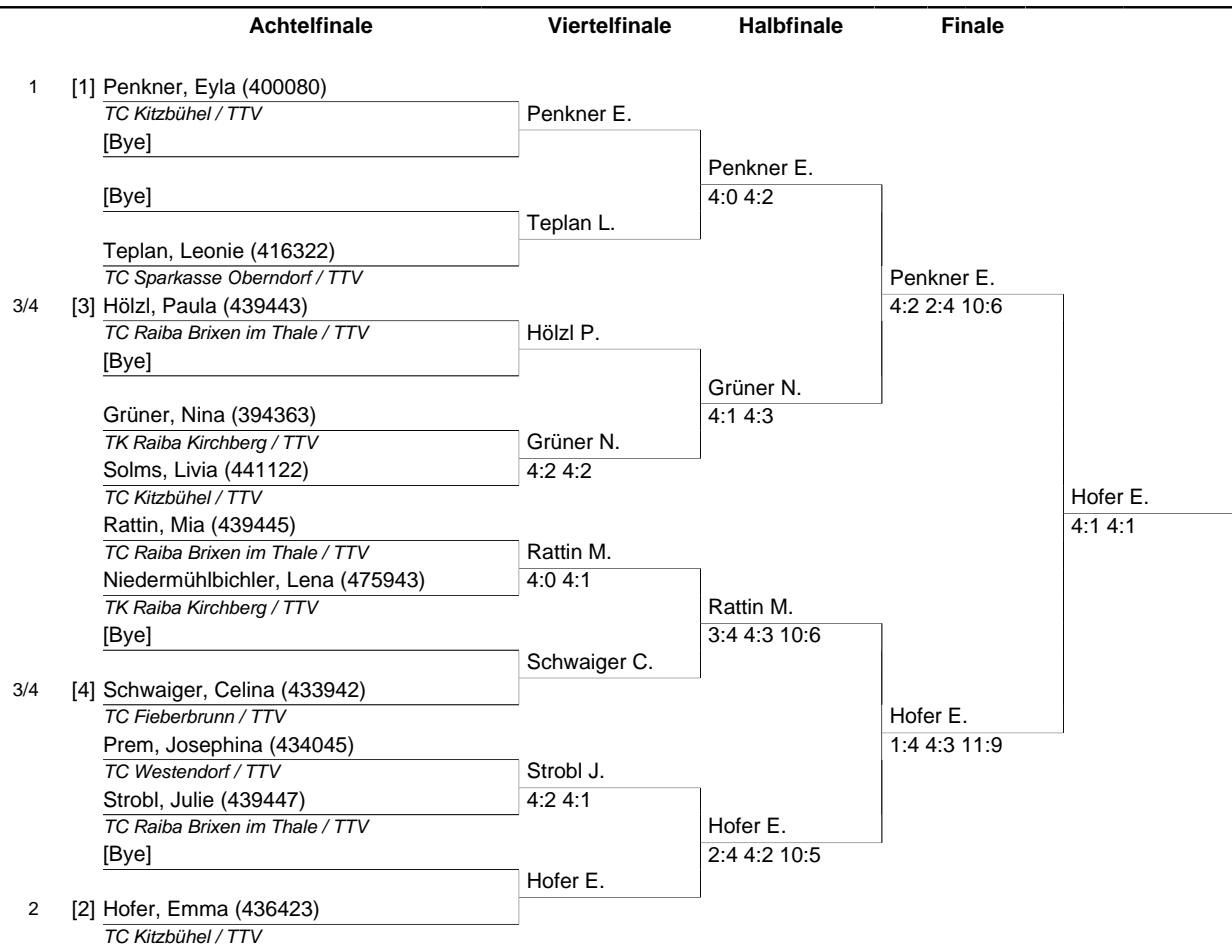 Achtelfinale Viertelfinale Halbfinale Finale
1 [1] Penkner, Eyla (400080)
TC Kitzbühel / TTV Penkner E.
[Bye]
Penkner E.
[Bye] 4:0 4:2
Teplan L.
Teplan, Leonie (416322)
TC Sparkasse Oberndorf / TTV Penkner E.
3/4 [3] Hölzl, Paula (439443) 4:2 2:4 10:6
TC Raiba Brixen im Thale / TTV Hölzl P.
[Bye]
Grüner N.
Grüner, Nina (394363) 4:1 4:3
TK Raiba Kirchberg / TTV Grüner N.
Solms, Livia (441122) 4:2 4:2
TC Kitzbühel / TTV Hofer E.
Rattin, Mia (439445) 4:1 4:1
TC Raiba Brixen im Thale / TTV Rattin M.
Niedermühlbichler, Lena (475943) 4:0 4:1
TK Raiba Kirchberg / TTV Rattin M.
[Bye] 3:4 4:3 10:6
Schwaiger C.
3/4 [4] Schwaiger, Celina (433942)
TC Fieberbrunn / TTV Hofer E.
Prem, Josephina (434045) 1:4 4:3 11:9
TC Westendorf / TTV Strobl J.
Strobl, Julie (439447) 4:2 4:1
TC Raiba Brixen im Thale / TTV Hofer E.
[Bye] 2:4 4:2 10:5
Hofer E.
2 [2] Hofer, Emma (436423)
TC Kitzbühel / TTV